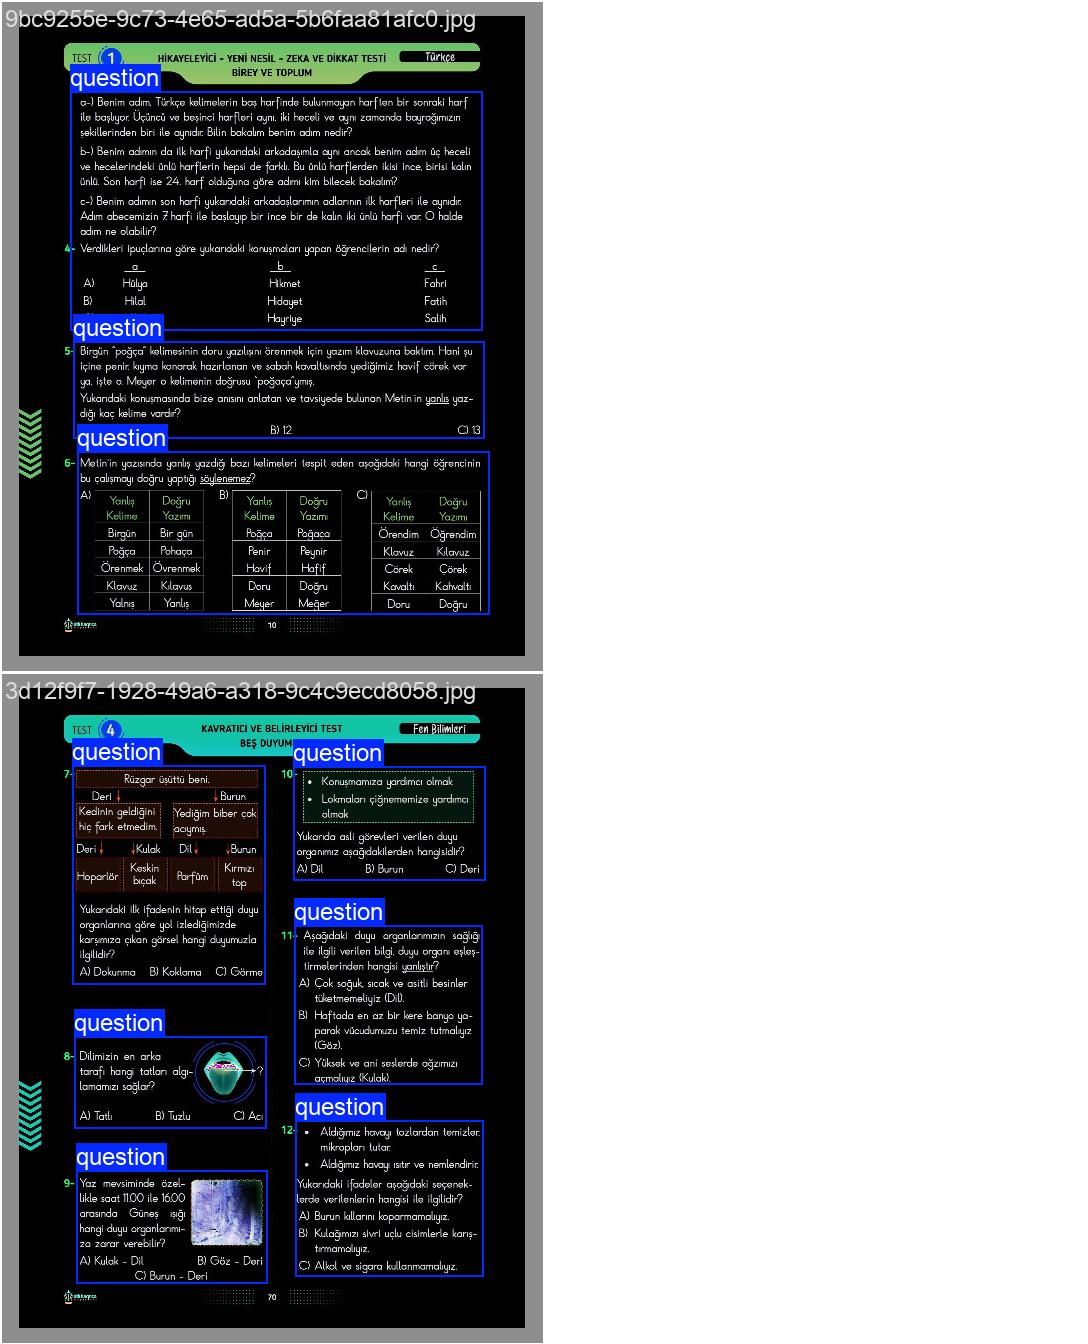 9bc9255e-9c73-4e65-ad5a-5b6faa81afc0.jpg
TEST 1
HİKAYELEYİCİ - YENİ NESİL - ZEKA VE DİKKAT TESTİ
BİREY VE TOPLUM
Türkçe
question
a-) Benim adım, Türkçe kelimelerin baş harfinde bulunmayan harften bir sonraki harf
ile başlıyor. Üçüncü ve beşinci harfleri aynı, iki heceli ve aynı zamanda bayrağımızın
şekillerinden biri ile aynıdır. Bilin bakalım benim adım nedir?
b-) Benim adımın da ilk harfi yukarıdaki arkadaşımla aynı ancak benim adım üç heceli
ve hecelerindeki ünlü harflerin hepsi de farklı. Bu ünlü harflerden ikisi ince, birisi kalın
ünlü. Son harfi ise 24. harf olduğuna göre adımı kim bilecek bakalım?
c-) Benim adımın son harfi yukarıdaki arkadaşlarımın adlarının ilk harfleri ile aynıdır.
Adım abecemizin 7. harfi ile başlayıp bir ince bir de kalın iki ünlü harfi var. O halde
adım ne olabilir?
4- Verdikleri ipuçlarına göre yukarıdaki konuşmaları yapan öğrencilerin adı nedir?
a b c
A) Hülya Hikmet Fahri
B) Hilal Hidayet Fatih
Hayriye Salih
question
5- Birgün "poğça" kelimesinin doru yazılışını örenmek için yazım klavuzuna baktım. Hani şu
içine penir, kıyma konarak hazırlanan ve sabah kavaltısında yediğimiz havif cörek var
ya, işte o. Meyer o kelimenin doğrusu "poğaça"ymış.
Yukarıdaki konuşmasında bize anısını anlatan ve tavsiyede bulunan Metin'in yanlış yaz-
dığı kaç kelime vardır?
B) 12 C) 13
question
6- Metin'in yazısında yanlış yazdığı bazı kelimeleri tespit eden aşağıdaki hangi öğrencinin
bu çalışmayı doğru yaptığı söylenemez?
A) B) C)
Yanlış Doğru Yanlış Doğru Yanlış Doğru
Kelime Yazımı Kelime Yazımı Kelime Yazımı
Birgün Bir gün Poğça Poğaça Örendim Öğrendim
Poğça Pohaça Penir Peynir Klavuz Kılavuz
Örenmek Övrenmek Havif Hafif Cörek Çörek
Klavuz Kılavus Doru Doğru Kavaltı Kahvaltı
Yalnış Yanlış Meyer Meğer Doru Doğru
10
3d12f9f7-1928-49a6-a318-9c4c9ecd8058.jpg
TEST 4
KAVRATICI VE BELİRLEYİCİ TEST
BEŞ DUYUM
Fen Bilimleri
question
7- Rüzgar üşüttü beni.
Deri Burun
Kedinin geldiğini
hiç fark etmedim.
Yediğim biber çok
acıymış.
Deri Kulak Dil Burun
Hoparlör
Keskin
bıçak
Parfüm
Kırmızı
top
Yukarıdaki ilk ifadenin hitap ettiği duyu
organlarına göre yol izlediğimizde
karşımıza çıkan görsel hangi duyumuzla
ilgilidir?
A) Dokunma B) Koklama C) Görme
question
8- Dilimizin en arka
tarafı hangi tatları algı-
lamamızı sağlar?
?
A) Tatlı B) Tuzlu C) Acı
question
9- Yaz mevsiminde özel-
likle saat 11.00 ile 16.00
arasında Güneş ışığı
hangi duyu organlarımı-
za zarar verebilir?
A) Kulak - Dil B) Göz - Deri
C) Burun - Deri
question
10- • Konuşmamıza yardımcı olmak
• Lokmaları çiğnememize yardımcı
olmak
Yukarıda asli görevleri verilen duyu
organımız aşağıdakilerden hangisidir?
A) Dil B) Burun C) Deri
question
11- Aşağıdaki duyu organlarımızın sağlığı
ile ilgili verilen bilgi, duyu organı eşleş-
tirmelerinden hangisi yanlıştır?
A) Çok soğuk, sıcak ve asitli besinler
tüketmemeliyiz (Dil).
B) Haftada en az bir kere banyo ya-
parak vücudumuzu temiz tutmalıyız
(Göz).
C) Yüksek ve ani seslerde ağzımızı
açmalıyız (Kulak).
question
12- • Aldığımız havayı tozlardan temizler,
mikropları tutar.
• Aldığımız havayı ısıtır ve nemlendirir.
Yukarıdaki ifadeler aşağıdaki seçenek-
lerde verilenlerin hangisi ile ilgilidir?
A) Burun kıllarını koparmamalıyız.
B) Kulağımızı sivri uçlu cisimlerle karış-
tırmamalıyız.
C) Alkol ve sigara kullanmamalıyız.
70